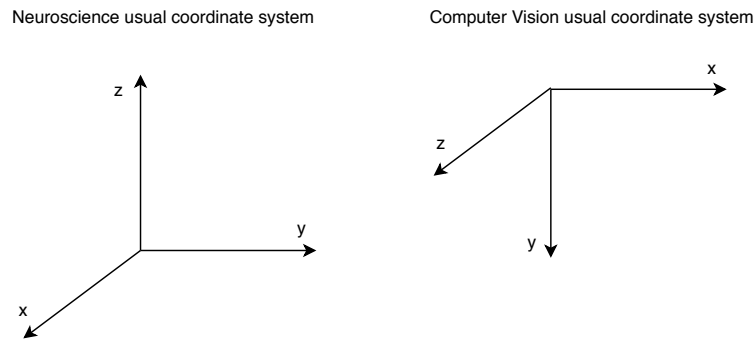 Neuroscience usual coordinate system
z
y
x
Computer Vision usual coordinate system
x
z
y